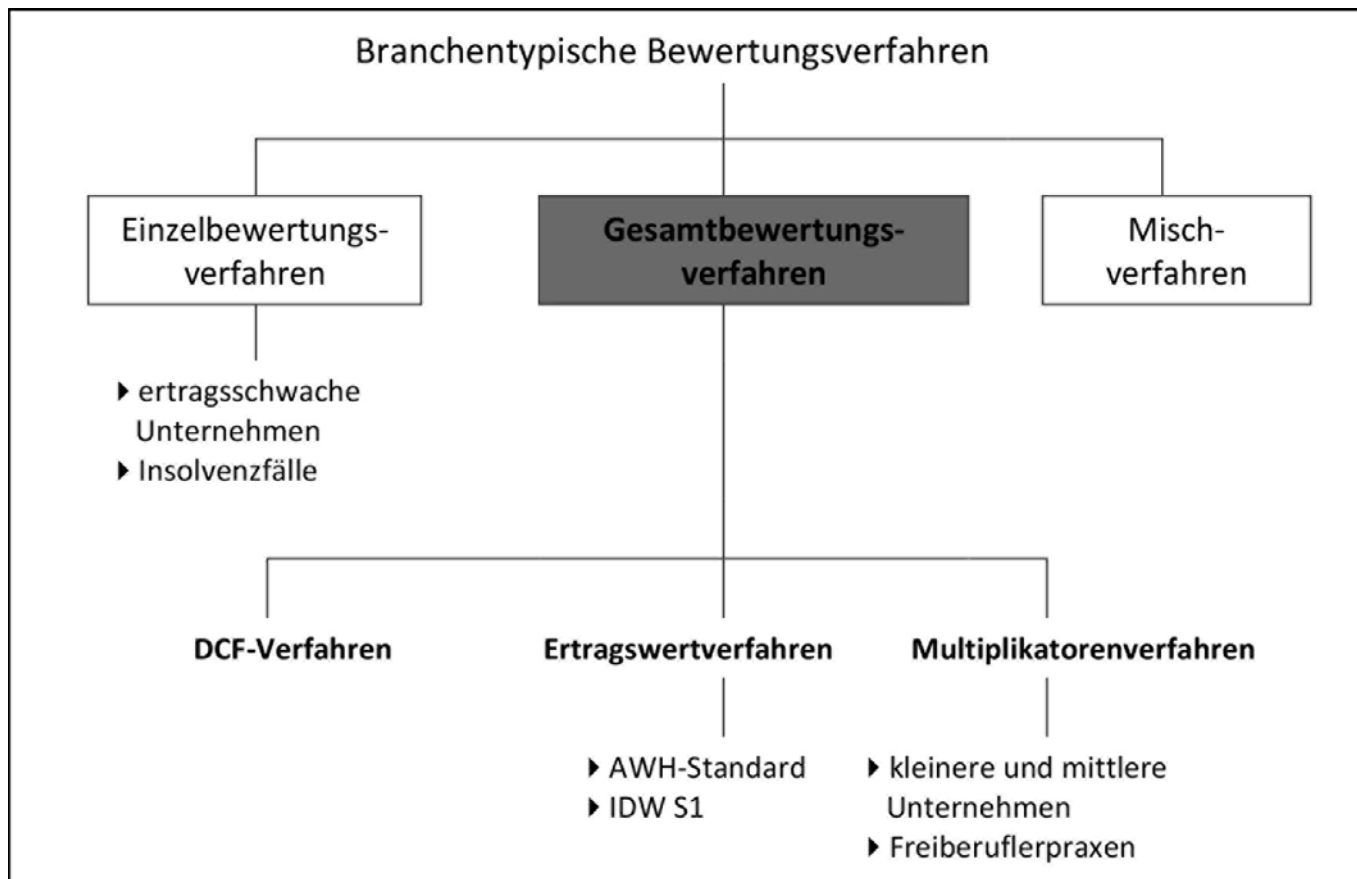 Branchentypische Bewertungsverfahren
Einzelbewertungs-
verfahren
Gesamtbewertungs-
verfahren
Misch-
verfahren
‣ ertragsschwache
Unternehmen
‣ Insolvenzfälle
DCF-Verfahren
Ertragswertverfahren
Multiplikatorenverfahren
‣ AWH-Standard
‣ IDW S1
‣ kleinere und mittlere
Unternehmen
‣ Freiberuflerpraxen